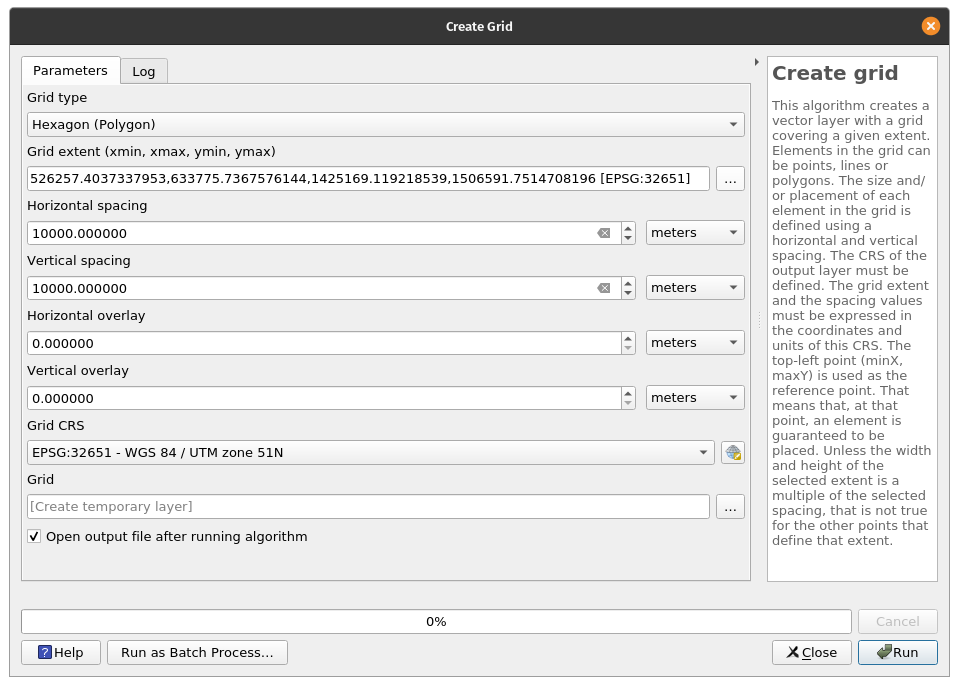 Create Grid
Parameters
Log
Grid type
Hexagon (Polygon)
Grid extent (xmin, xmax, ymin, ymax)
526257.4037337953,633775.7367576144,1425169.119218539,1506591.7514708196 [EPSG:32651]
...
Horizontal spacing
10000.000000
meters
Vertical spacing
10000.000000
meters
Horizontal overlay
0.000000
meters
Vertical overlay
0.000000
meters
Grid CRS
EPSG:32651 - WGS 84 / UTM zone 51N
Grid
[Create temporary layer]
...
Open output file after running algorithm
Create grid
This algorithm creates a
vector layer with a grid
covering a given extent.
Elements in the grid can
be points, lines or
polygons. The size and/
or placement of each
element in the grid is
defined using a
horizontal and vertical
spacing. The CRS of the
output layer must be
defined. The grid extent
and the spacing values
must be expressed in
the coordinates and
units of this CRS. The
top-left point (minX,
maxY) is used as the
reference point. That
means that, at that
point, an element is
guaranteed to be
placed. Unless the width
and height of the
selected extent is a
multiple of the selected
spacing, that is not true
for the other points that
define that extent.
0%
Cancel
Help
Run as Batch Process...
Close
Run